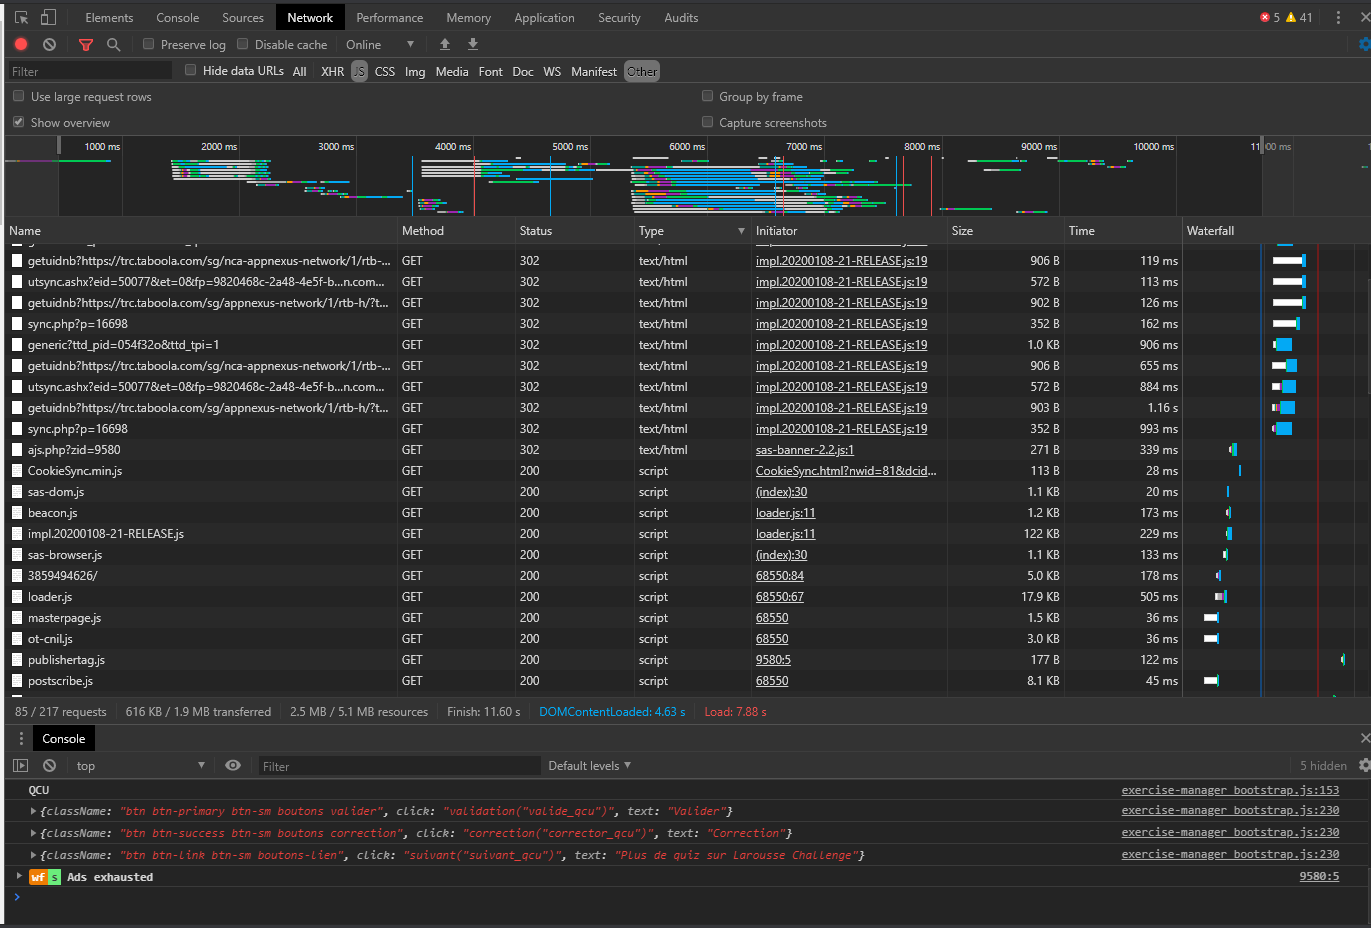 Elements Console Sources Network Performance Memory Application Security Audits 5 41
Preserve log Disable cache Online
Filter Hide data URLs All XHR JS CSS Img Media Font Doc WS Manifest Other
Use large request rows Group by frame
Show overview Capture screenshots
1000 ms 2000 ms 3000 ms 4000 ms 5000 ms 6000 ms 7000 ms 8000 ms 9000 ms 10000 ms 11000 ms
Name Method Status Type Initiator Size Time Waterfall
getuidnb?https://trc.taboola.com/sg/nca-appnexus-network/1/rtb-... GET 302 text/html impl.20200108-21-RELEASE.js:19 906 B 119 ms
utsync.ashx?eid=50077&et=0&fp=9820468c-2a48-4e5f-b...n.com... GET 302 text/html impl.20200108-21-RELEASE.js:19 572 B 113 ms
getuidnb?https://trc.taboola.com/sg/appnexus-network/1/rtb-h/?t... GET 302 text/html impl.20200108-21-RELEASE.js:19 902 B 126 ms
sync.php?p=16698 GET 302 text/html impl.20200108-21-RELEASE.js:19 352 B 162 ms
generic?ttd_pid=054f32o&ttd_tpi=1 GET 302 text/html impl.20200108-21-RELEASE.js:19 1.0 KB 906 ms
getuidnb?https://trc.taboola.com/sg/nca-appnexus-network/1/rtb-... GET 302 text/html impl.20200108-21-RELEASE.js:19 906 B 655 ms
utsync.ashx?eid=50077&et=0&fp=9820468c-2a48-4e5f-b...n.com... GET 302 text/html impl.20200108-21-RELEASE.js:19 572 B 884 ms
getuidnb?https://trc.taboola.com/sg/appnexus-network/1/rtb-h/?t... GET 302 text/html impl.20200108-21-RELEASE.js:19 903 B 1.16 s
sync.php?p=16698 GET 302 text/html impl.20200108-21-RELEASE.js:19 352 B 993 ms
ajs.php?zid=9580 GET 302 text/html sas-banner-2.2.js:1 271 B 339 ms
CookieSync.min.js GET 200 script CookieSync.html?nwid=81&dcid... 113 B 28 ms
sas-dom.js GET 200 script (index):30 1.1 KB 20 ms
beacon.js GET 200 script loader.js:11 1.2 KB 173 ms
impl.20200108-21-RELEASE.js GET 200 script loader.js:11 122 KB 229 ms
sas-browser.js GET 200 script (index):30 1.1 KB 133 ms
3859494626/ GET 200 script 68550:84 5.0 KB 178 ms
loader.js GET 200 script 68550:67 17.9 KB 505 ms
masterpage.js GET 200 script 68550 1.5 KB 36 ms
ot-cnil.js GET 200 script 68550 3.0 KB 36 ms
publishertag.js GET 200 script 9580:5 177 B 122 ms
postscribe.js GET 200 script 68550 8.1 KB 45 ms
85 / 217 requests 616 KB / 1.9 MB transferred 2.5 MB / 5.1 MB resources Finish: 11.60 s DOMContentLoaded: 4.63 s Load: 7.88 s
Console
top Filter Default levels 5 hidden
QCU exercise-manager bootstrap.js:153
{className: "btn btn-primary btn-sm boutons valider", click: "validation("valide_qcu")", text: "Valider"} exercise-manager bootstrap.js:230
{className: "btn btn-success btn-sm boutons correction", click: "correction("corrector_qcu")", text: "Correction"} exercise-manager bootstrap.js:230
{className: "btn btn-link btn-sm boutons-lien", click: "suivant("suivant_qcu")", text: "Plus de quiz sur Larousse Challenge"} exercise-manager bootstrap.js:230
wf s Ads exhausted 9580:5